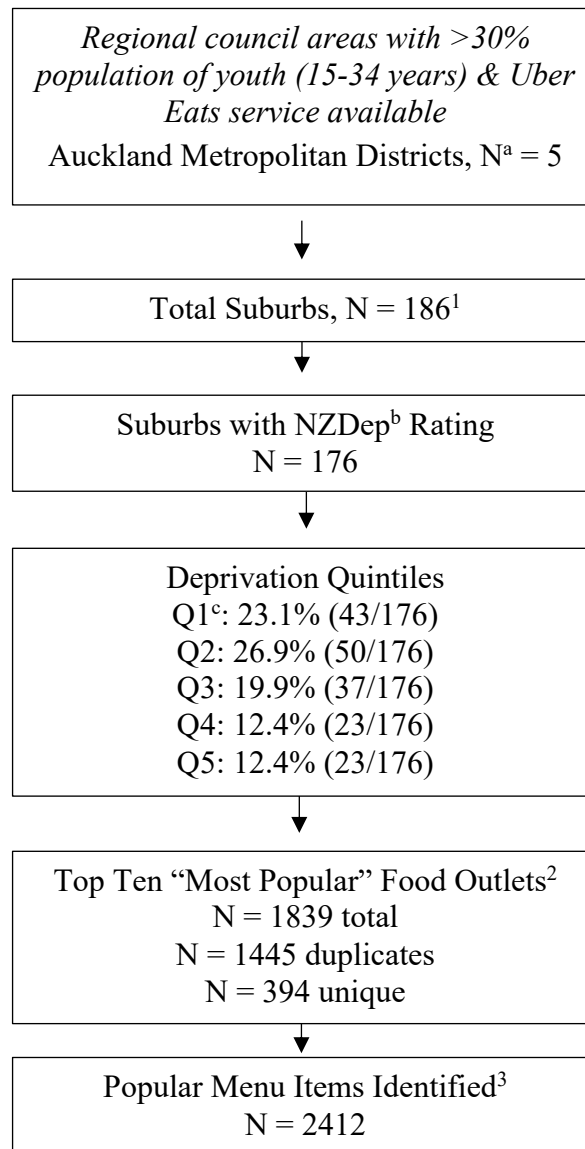 Regional council areas with >30%
population of youth (15-34 years) & Uber
Eats service available
Auckland Metropolitan Districts, Nᵃ = 5
Total Suburbs, N = 186¹
Suburbs with NZDepᵇ Rating
N = 176
Deprivation Quintiles
Q1ᶜ: 23.1% (43/176)
Q2: 26.9% (50/176)
Q3: 19.9% (37/176)
Q4: 12.4% (23/176)
Q5: 12.4% (23/176)
Top Ten “Most Popular” Food Outlets²
N = 1839 total
N = 1445 duplicates
N = 394 unique
Popular Menu Items Identified³
N = 2412